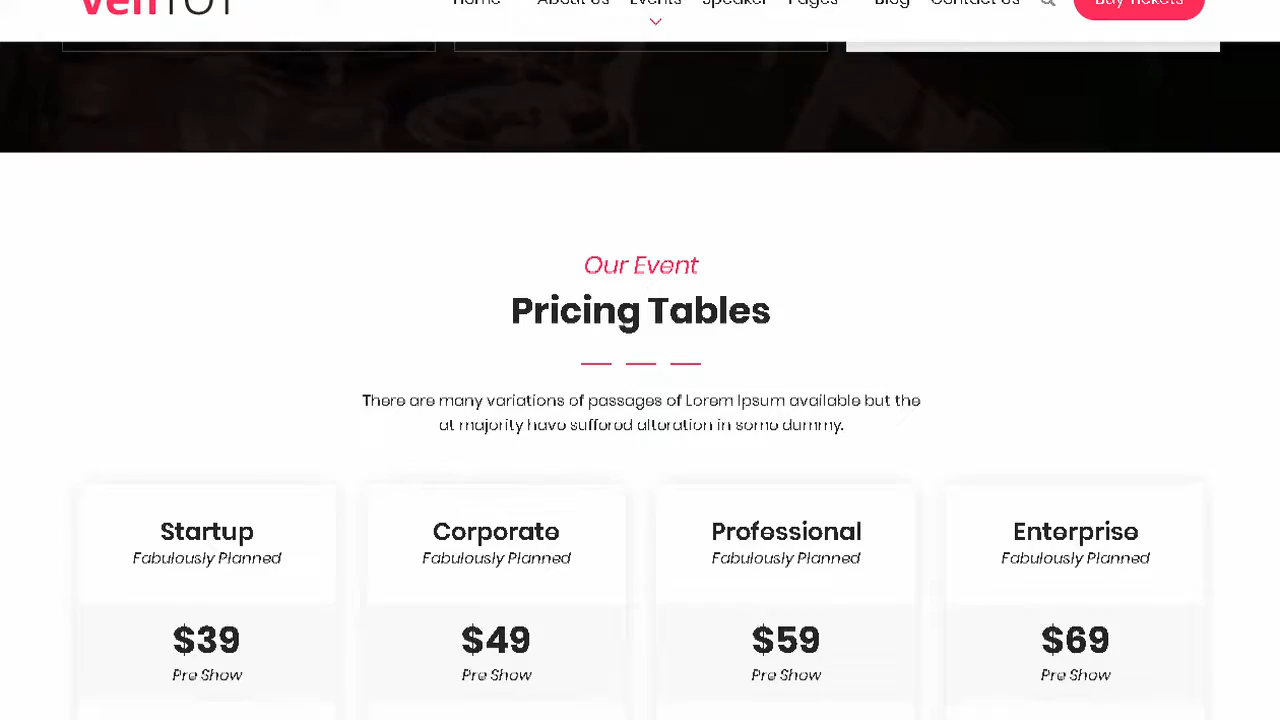 VenTOT
Home About Us Events Speaker Pages Blog Contact Us Buy Tickets
Our Event
Pricing Tables
There are many variations of passages of Lorem Ipsum available but the
at majority have suffered alteration in some dummy.
Startup Corporate Professional Enterprise
Fabulously Planned Fabulously Planned Fabulously Planned Fabulously Planned
$39 $49 $59 $69
Pre Show Pre Show Pre Show Pre Show